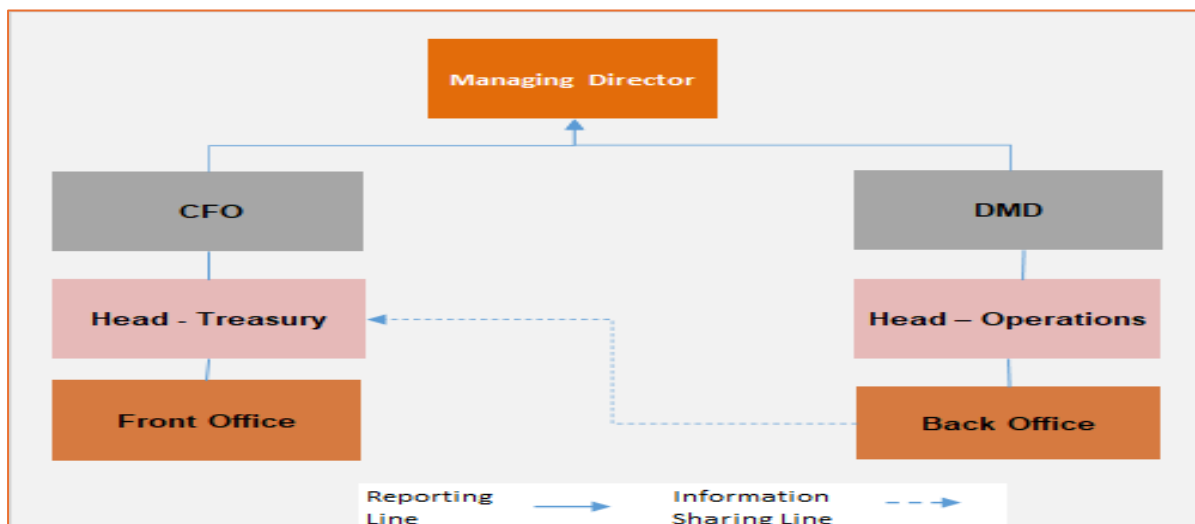 Managing Director
CFO
DMD
Head - Treasury
Head – Operations
Front Office
Back Office
Reporting
Line
Information
Sharing Line